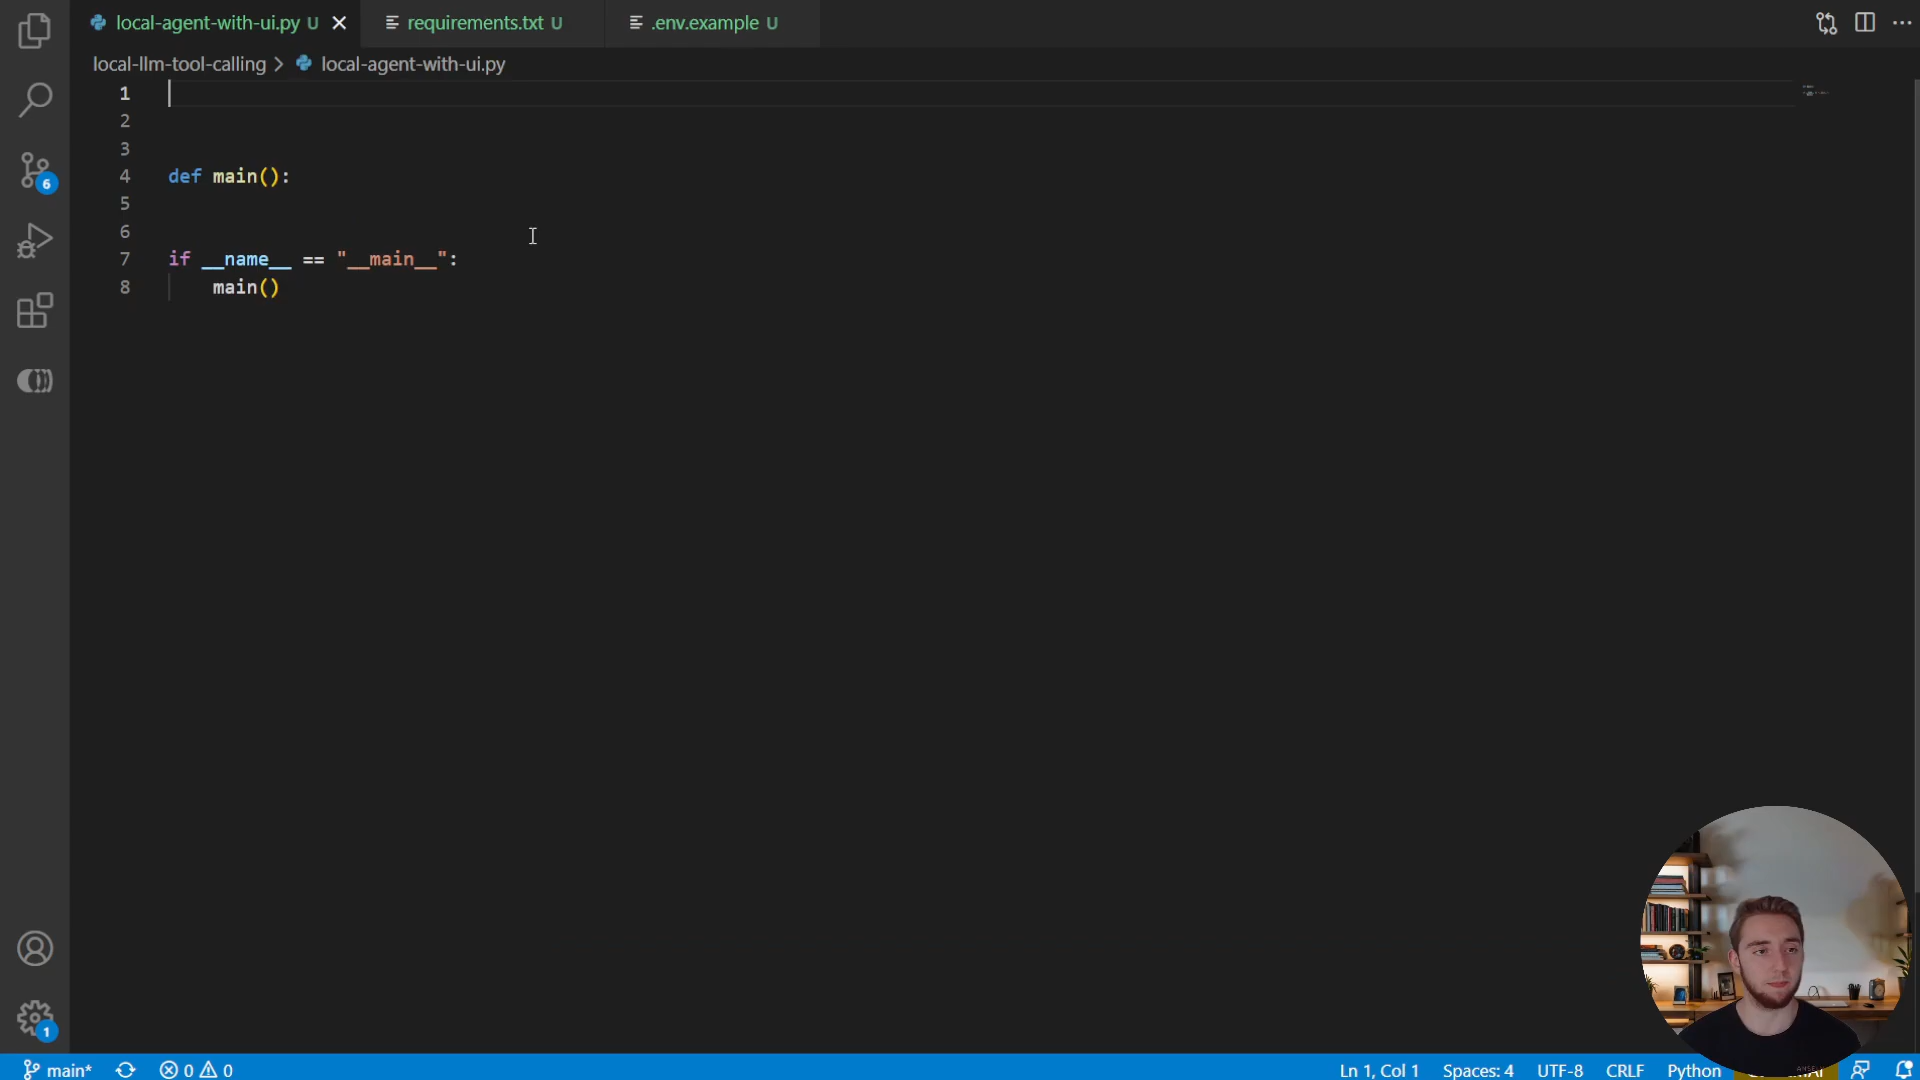 local-agent-with-ui.py U
requirements.txt U
.env.example U
local-llm-tool-calling > local-agent-with-ui.py
1
2
3
4 def main():
5
6
7 if __name__ == "__main__":
8 main()
6
1
main* 0 0
Ln 1, Col 1 Spaces: 4 UTF-8 CRLF Python